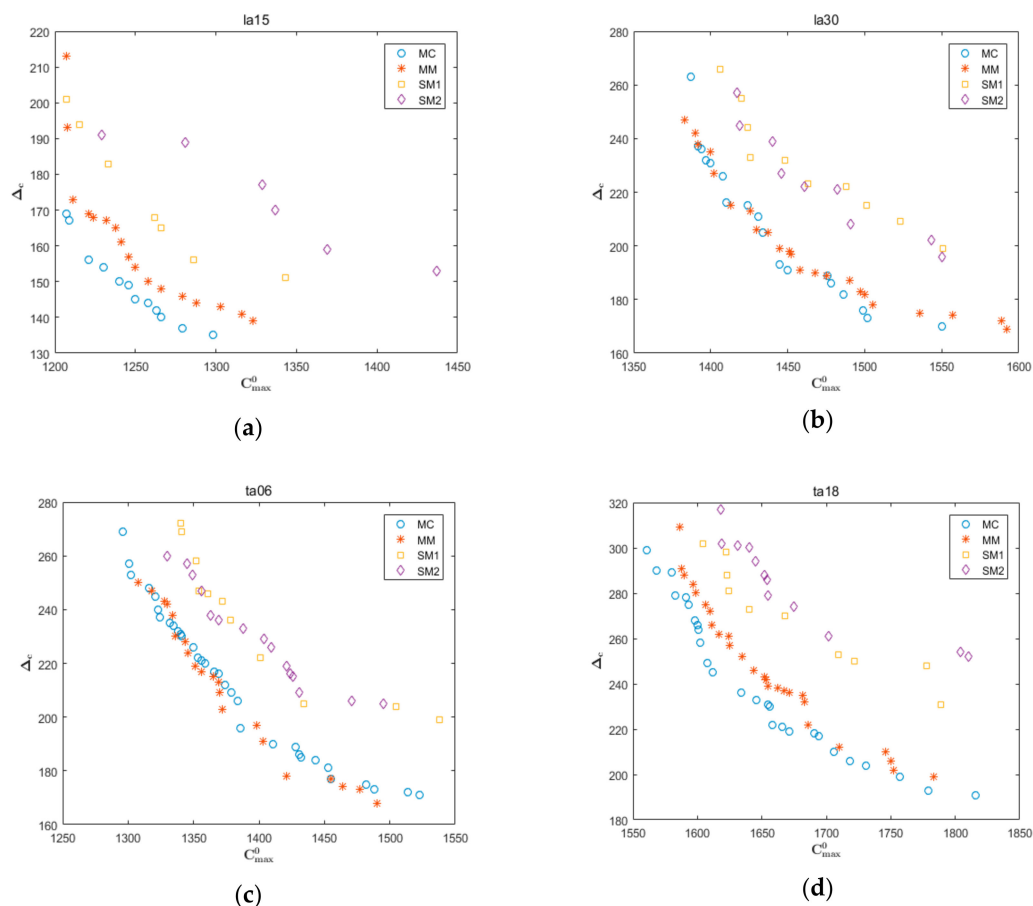 la15
220
210
200
190
180
170
160
150
140
130
Δc
1200 1250 1300 1350 1400 1450
C⁰max
MC
MM
SM1
SM2
(a)
la30
280
260
240
220
200
180
160
Δc
1350 1400 1450 1500 1550 1600
C⁰max
MC
MM
SM1
SM2
(b)
ta06
280
260
240
220
200
180
160
Δc
1250 1300 1350 1400 1450 1500 1550
C⁰max
MC
MM
SM1
SM2
(c)
ta18
320
300
280
260
240
220
200
180
Δc
1550 1600 1650 1700 1750 1800 1850
C⁰max
MC
MM
SM1
SM2
(d)